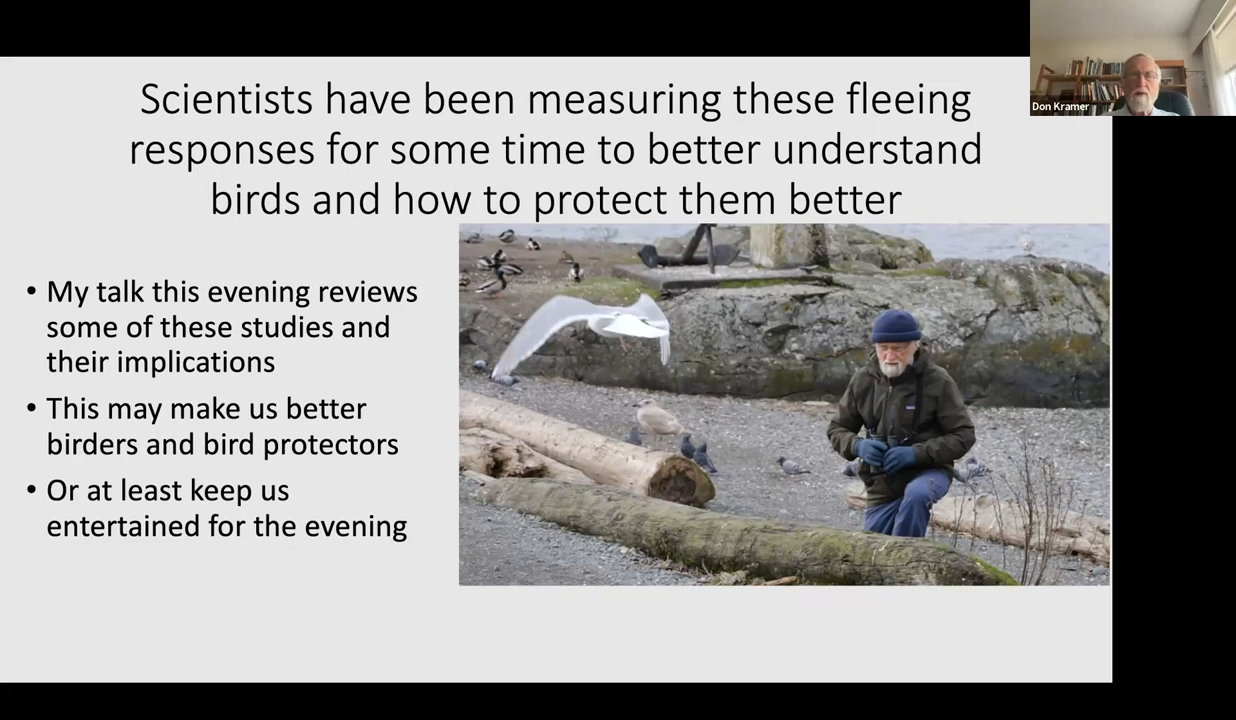 Scientists have been measuring these fleeing
responses for some time to better understand
birds and how to protect them better
Don Kramer
• My talk this evening reviews
some of these studies and
their implications
• This may make us better
birders and bird protectors
• Or at least keep us
entertained for the evening